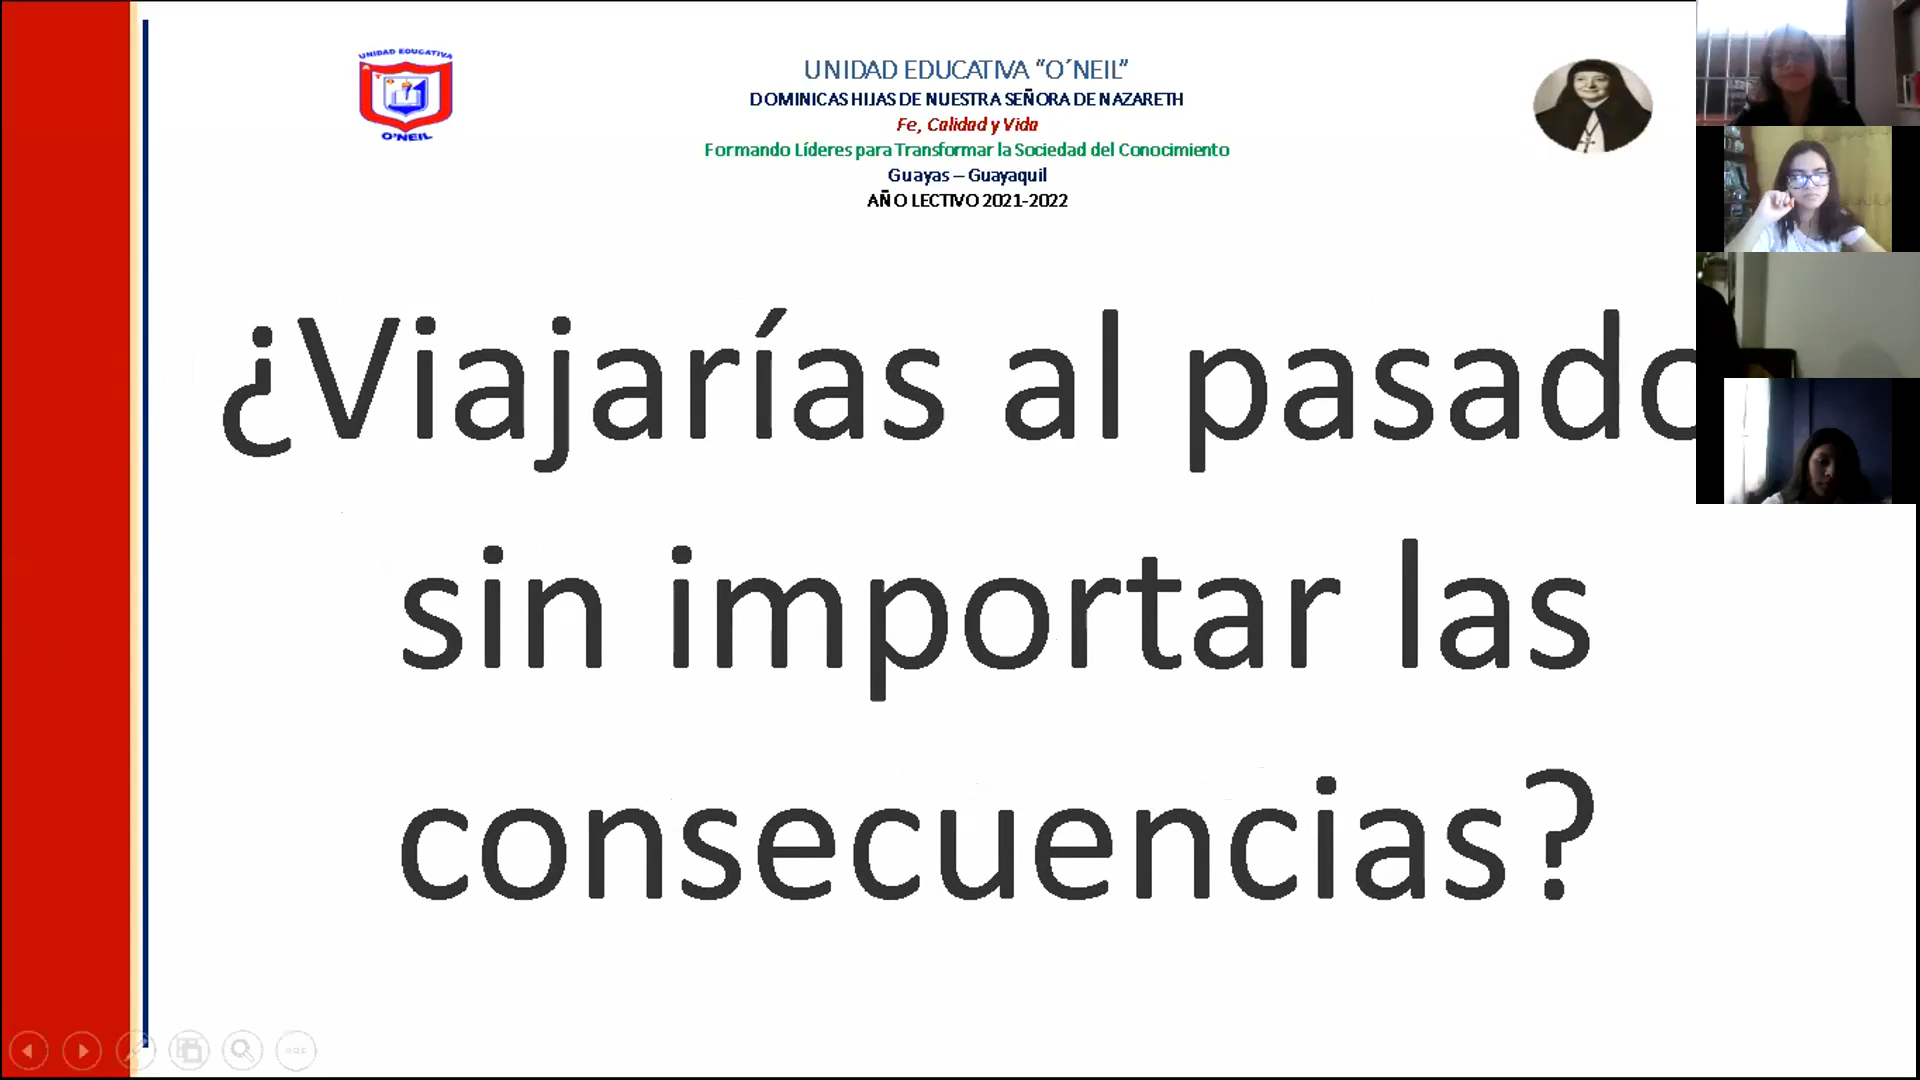 UNIDAD EDUCATIVA
O'NEIL
UNIDAD EDUCATIVA “O´NEIL”
DOMINICAS HIJAS DE NUESTRA SEÑORA DE NAZARETH
Fe, Calidad y Vida
Formando Líderes para Transformar la Sociedad del Conocimiento
Guayas – Guayaquil
AÑO LECTIVO 2021-2022
¿Viajarías al pasado
sin importar las
consecuencias?